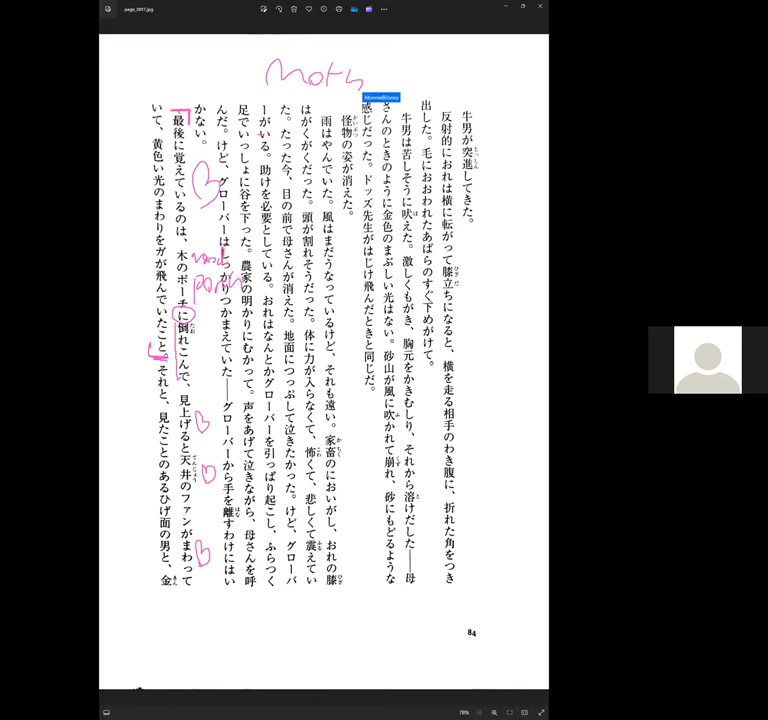 page_0017.jpg
Moth
MonnieBloney
牛男が突進してきた。
反射的におれは横に転がって膝立ちになると、横を走る相手のわき腹に、折れた角をつき
出した。毛におおわれたあばらのすぐ下めがけて。
牛男は苦しそうに吠えた。激しくもがき、胸元をかきむしり、それから溶けだした――母
さんのときのように金色のまぶしい光はない。砂山が風に吹かれて崩れ、砂にもどるような
感じだった。ドッズ先生がはじけ飛んだときと同じだ。
怪物の姿が消えた。
雨はやんでいた。風はまだうなっているけど、それも遠い。家畜のにおいがし、おれの膝
はがくがくだった。頭が割れそうだった。体に力が入らなくて、怖くて、悲しくて震えてい
た。たった今、目の前で母さんが消えた。地面につっぷして泣きたかった。けど、グローバ
ーがいる。助けを必要としている。おれはなんとかグローバーを引っぱり起こし、ふらつく
足でいっしょに谷を下った。農家の明かりにむかって。声をあげて泣きながら、母さんを呼
んだ。けど、グローバーはしっかりつかまえていた――グローバーから手を離すわけにはい
かない。
最後に覚えているのは、木のポーチに倒れこんで、見上げると天井のファンがまわって
いて、黄色い光のまわりをガが飛んでいたこと。それと、見たことのあるひげ面の男と、金
84
78%